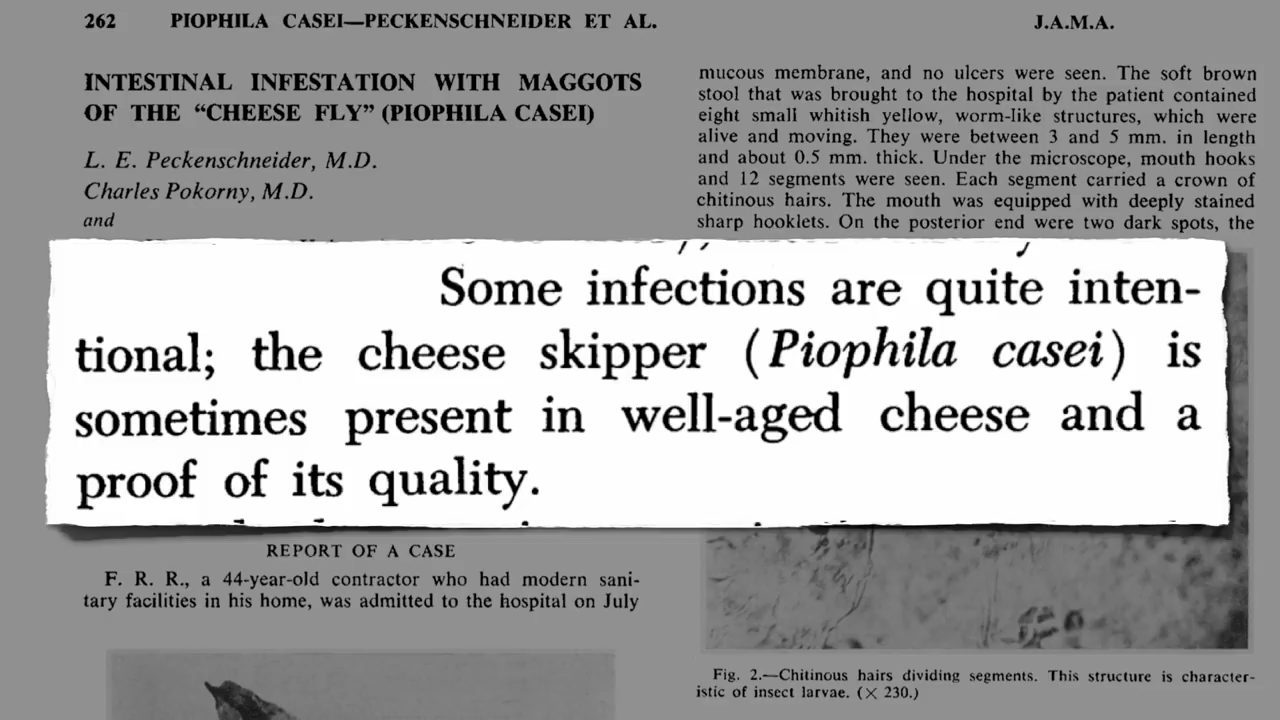 262 PIOPHILA CASEI—PECKENSCHNEIDER ET AL. J.A.M.A.
INTESTINAL INFESTATION WITH MAGGOTS
OF THE “CHEESE FLY” (PIOPHILA CASEI)
L. E. Peckenschneider, M.D.
Charles Pokorny, M.D.
and
mucous membrane, and no ulcers were seen. The soft brown
stool that was brought to the hospital by the patient contained
eight small whitish yellow, worm-like structures, which were
alive and moving. They were between 3 and 5 mm. in length
and about 0.5 mm. thick. Under the microscope, mouth hooks
and 12 segments were seen. Each segment carried a crown of
chitinous hairs. The mouth was equipped with deeply stained
sharp hooklets. On the posterior end were two dark spots, the
Some infections are quite inten-
tional; the cheese skipper (Piophila casei) is
sometimes present in well-aged cheese and a
proof of its quality.
REPORT OF A CASE
F. R. R., a 44-year-old contractor who had modern sani-
tary facilities in his home, was admitted to the hospital on July
Fig. 2.—Chitinous hairs dividing segments. This structure is character-
istic of insect larvae. (× 230.)